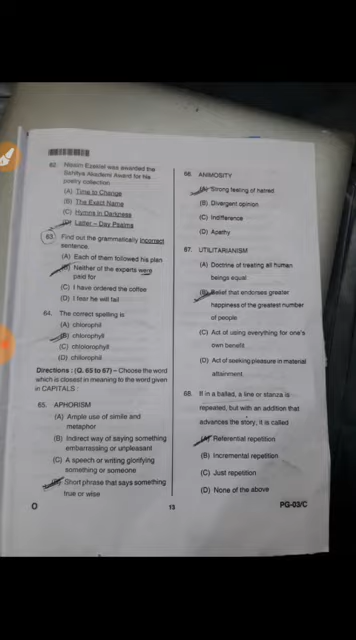 62. Nissim Ezekiel was awarded the
Sahitya Akademi Award for his
poetry collection
(A) Time to Change
(B) The Exact Name
(C) Hymns in Darkness
(D) Latter – Day Psalms
63. Find out the grammatically incorrect
sentence.
(A) Each of them followed his plan
(B) Neither of the experts were
paid for
(C) I have ordered the coffee
(D) I fear he will fail
64. The correct spelling is
(A) chlorophil
(B) chlorophyll
(C) chlolorophyll
(D) chilorophil
Directions : (Q. 65 to 67) – Choose the word
which is closest in meaning to the word given
in CAPITALS :
65. APHORISM
(A) Ample use of simile and
metaphor
(B) Indirect way of saying something
embarrassing or unpleasant
(C) A speech or writing glorifying
something or someone
(D) Short phrase that says something
true or wise
66. ANIMOSITY
(A) Strong feeling of hatred
(B) Divergent opinion
(C) Indifference
(D) Apathy
67. UTILITARIANISM
(A) Doctrine of treating all human
beings equal
(B) Belief that endorses greater
happiness of the greatest number
of people
(C) Act of using everything for one's
own benefit
(D) Act of seeking pleasure in material
attainment
68. If in a ballad, a line or stanza is
repeated, but with an addition that
advances the story, it is called
(A) Referential repetition
(B) Incremental repetition
(C) Just repetition
(D) None of the above
O
13
PG-03/C